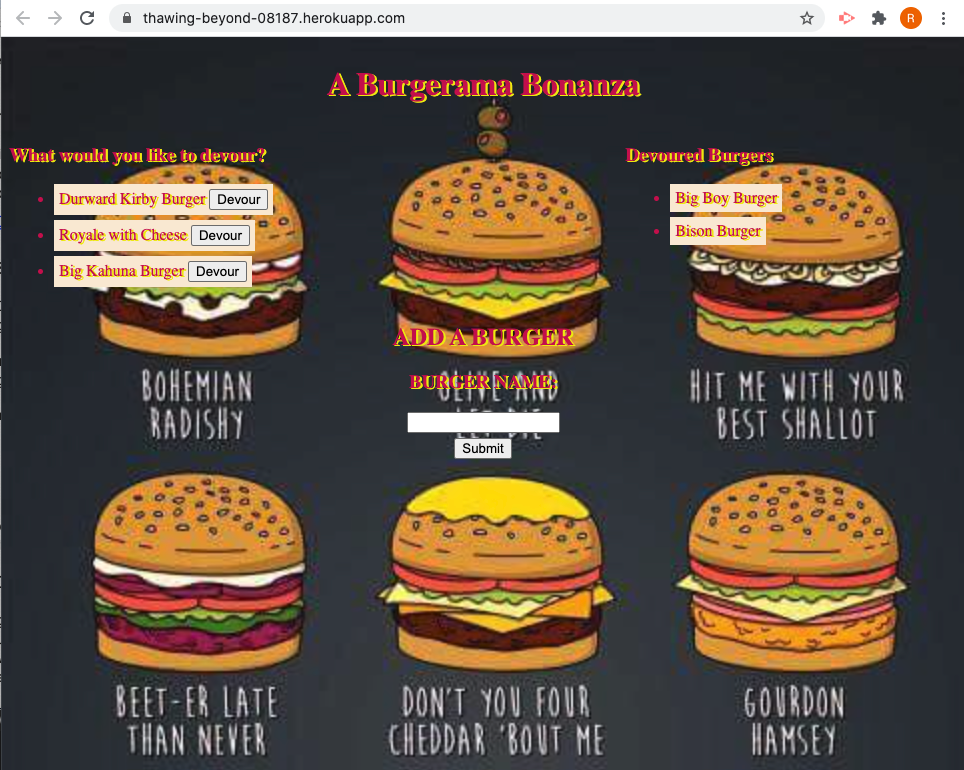 thawing-beyond-08187.herokuapp.com
R
A Burgerama Bonanza
What would you like to devour?
Durward Kirby Burger Devour
Royale with Cheese Devour
Big Kahuna Burger Devour
Devoured Burgers
Big Boy Burger
Bison Burger
ADD A BURGER
BURGER NAME:
Submit
BOHEMIAN
RADISHY
OLIVE AND
LET DIE
HIT ME WITH YOUR
BEST SHALLOT
BEET-ER LATE
THAN NEVER
DON'T YOU FOUR
CHEDDAR 'BOUT ME
GOURDON
HAMSEY